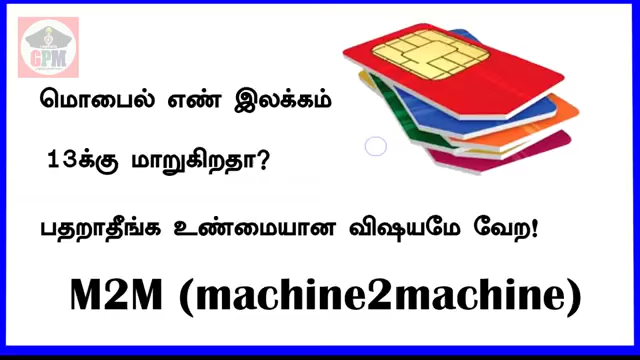 GPM
மொபைல் எண் இலக்கம்
13க்கு மாறுகிறதா?
பதறாதீங்க உண்மையான விஷயமே வேற!
M2M (machine2machine)